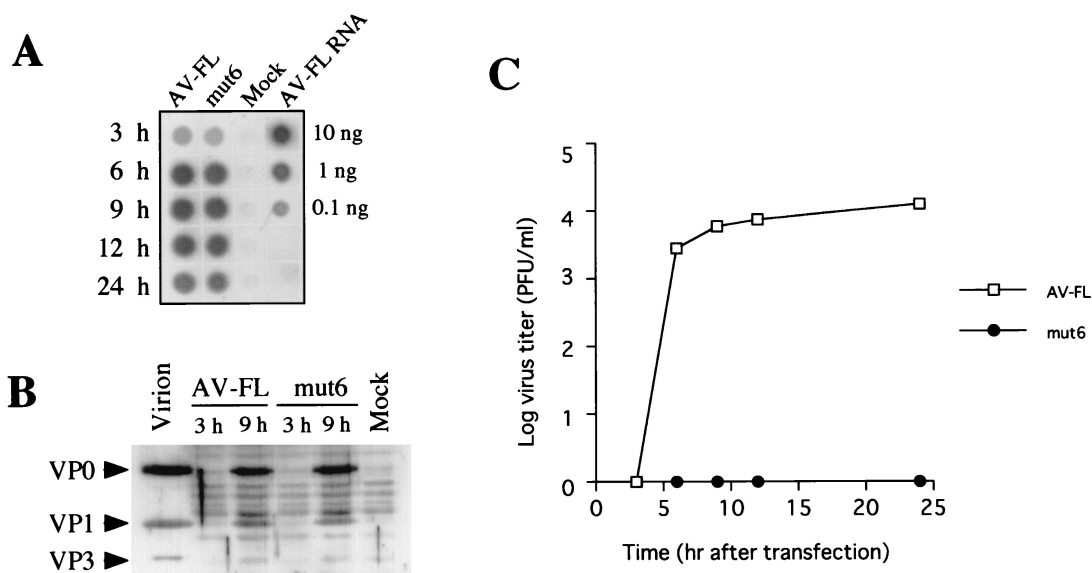 A
AV-FL
mut6
Mock
AV-FL RNA
3 h
10 ng
6 h
1 ng
9 h
0.1 ng
12 h
24 h
B
Virion
AV-FL
mut6
Mock
3 h 9 h 3 h 9 h
VP0
VP1
VP3
C
Log virus titer (PFU/ml)
5
4
3
2
1
0
0 5 10 15 20 25
Time (hr after transfection)
AV-FL
mut6